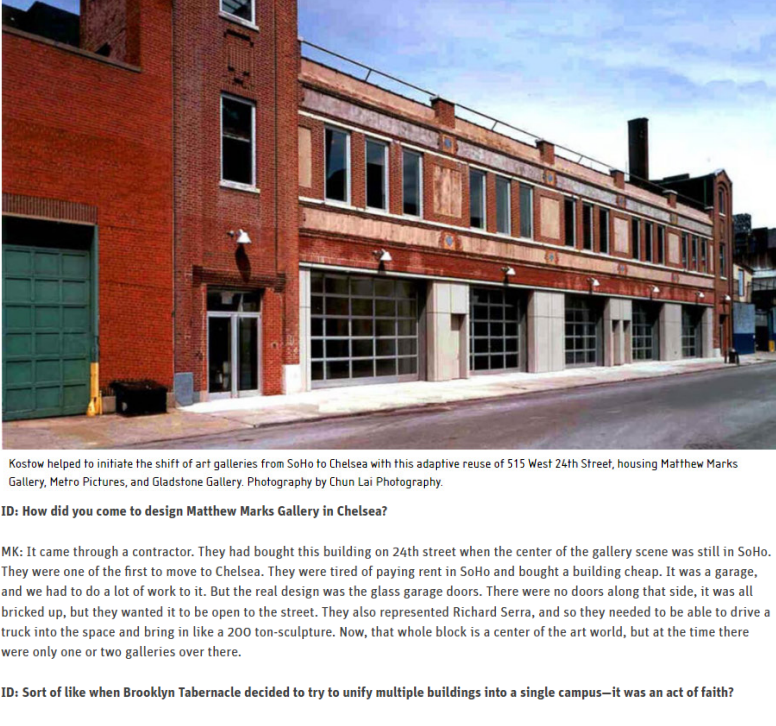 Kostow helped to initiate the shift of art galleries from SoHo to Chelsea with this adaptive reuse of 515 West 24th Street, housing Matthew Marks
Gallery, Metro Pictures, and Gladstone Gallery. Photography by Chun Lai Photography.
ID: How did you come to design Matthew Marks Gallery in Chelsea?
MK: It came through a contractor. They had bought this building on 24th street when the center of the gallery scene was still in SoHo.
They were one of the first to move to Chelsea. They were tired of paying rent in SoHo and bought a building cheap. It was a garage,
and we had to do a lot of work to it. But the real design was the glass garage doors. There were no doors along that side, it was all
bricked up, but they wanted it to be open to the street. They also represented Richard Serra, and so they needed to be able to drive a
truck into the space and bring in like a 200 ton-sculpture. Now, that whole block is a center of the art world, but at the time there
were only one or two galleries over there.
ID: Sort of like when Brooklyn Tabernacle decided to try to unify multiple buildings into a single campus—it was an act of faith?